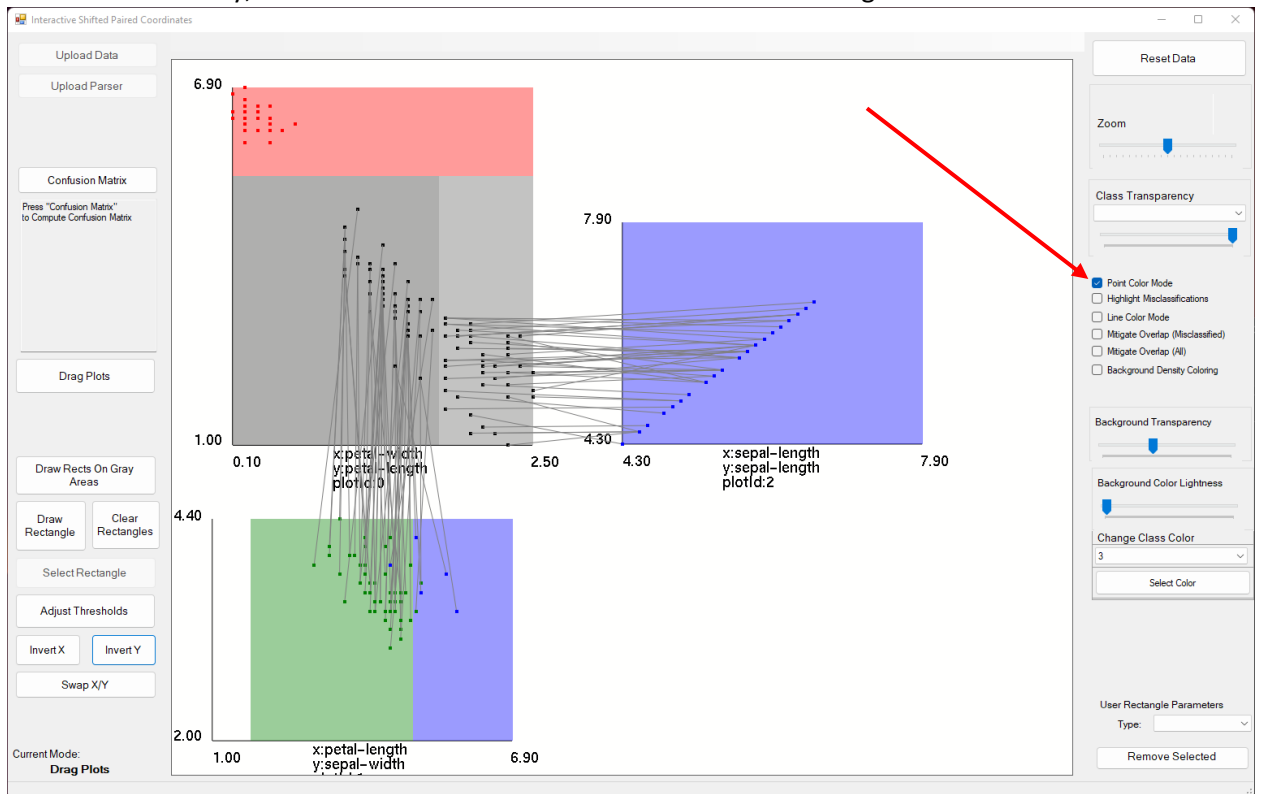 Interactive Shifted Paired Coordinates
Upload Data
Upload Parser
Confusion Matrix
Press "Confusion Matrix"
to Compute Confusion Matrix
Drag Plots
Draw Rects On Gray
Areas
Draw
Rectangle
Clear
Rectangles
Select Rectangle
Adjust Thresholds
Invert X
Invert Y
Swap X/Y
Current Mode:
Drag Plots
6.90
1.00
0.10
2.50
x:petal-width
y:petal-length
plotId:0
7.90
4.30
4.30
7.90
x:sepal-length
y:sepal-length
plotId:2
4.40
2.00
1.00
6.90
x:petal-length
y:sepal-width
Reset Data
Zoom
Class Transparency
Point Color Mode
Highlight Misclassifications
Line Color Mode
Mitigate Overlap (Misclassified)
Mitigate Overlap (All)
Background Density Coloring
Background Transparency
Background Color Lightness
Change Class Color
3
Select Color
User Rectangle Parameters
Type:
Remove Selected